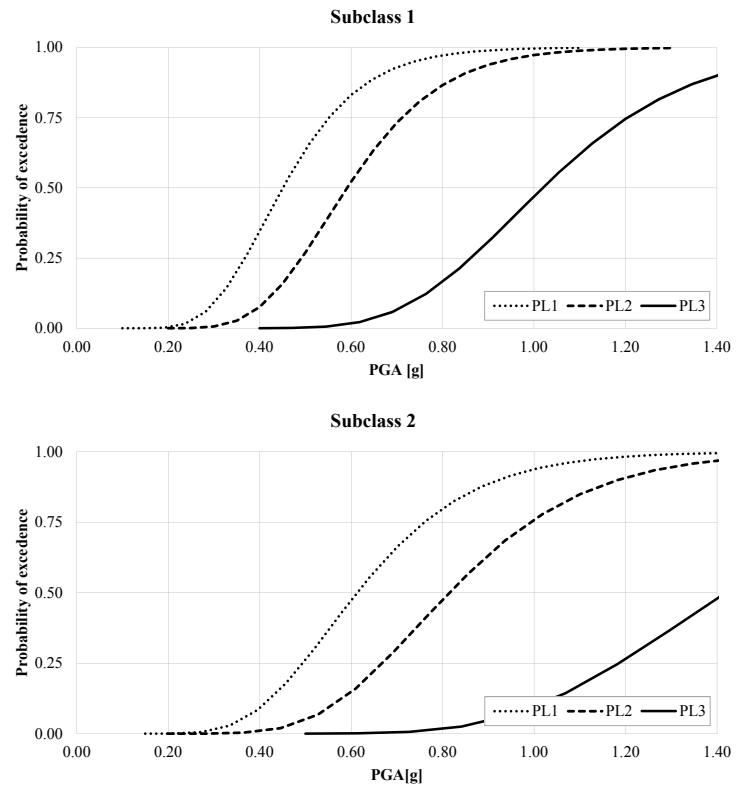 Subclass 1
1.00
0.75
0.50
0.25
0.00
Probability of excedence
PL1 PL2 PL3
0.00 0.20 0.40 0.60 0.80 1.00 1.20 1.40
PGA [g]
Subclass 2
1.00
0.75
0.50
0.25
0.00
Probability of excedence
PL1 PL2 PL3
0.00 0.20 0.40 0.60 0.80 1.00 1.20 1.40
PGA[g]